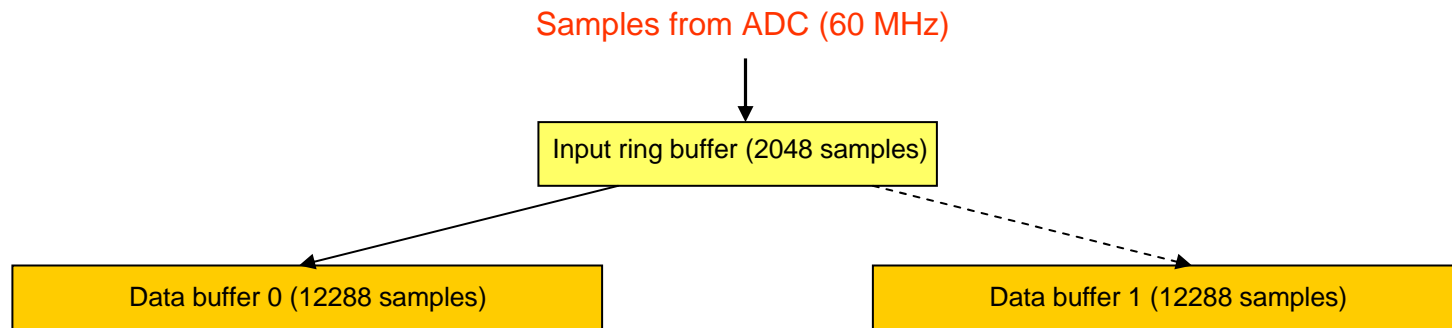 Samples from ADC (60 MHz)
Input ring buffer (2048 samples)
Data buffer 0 (12288 samples)
Data buffer 1 (12288 samples)